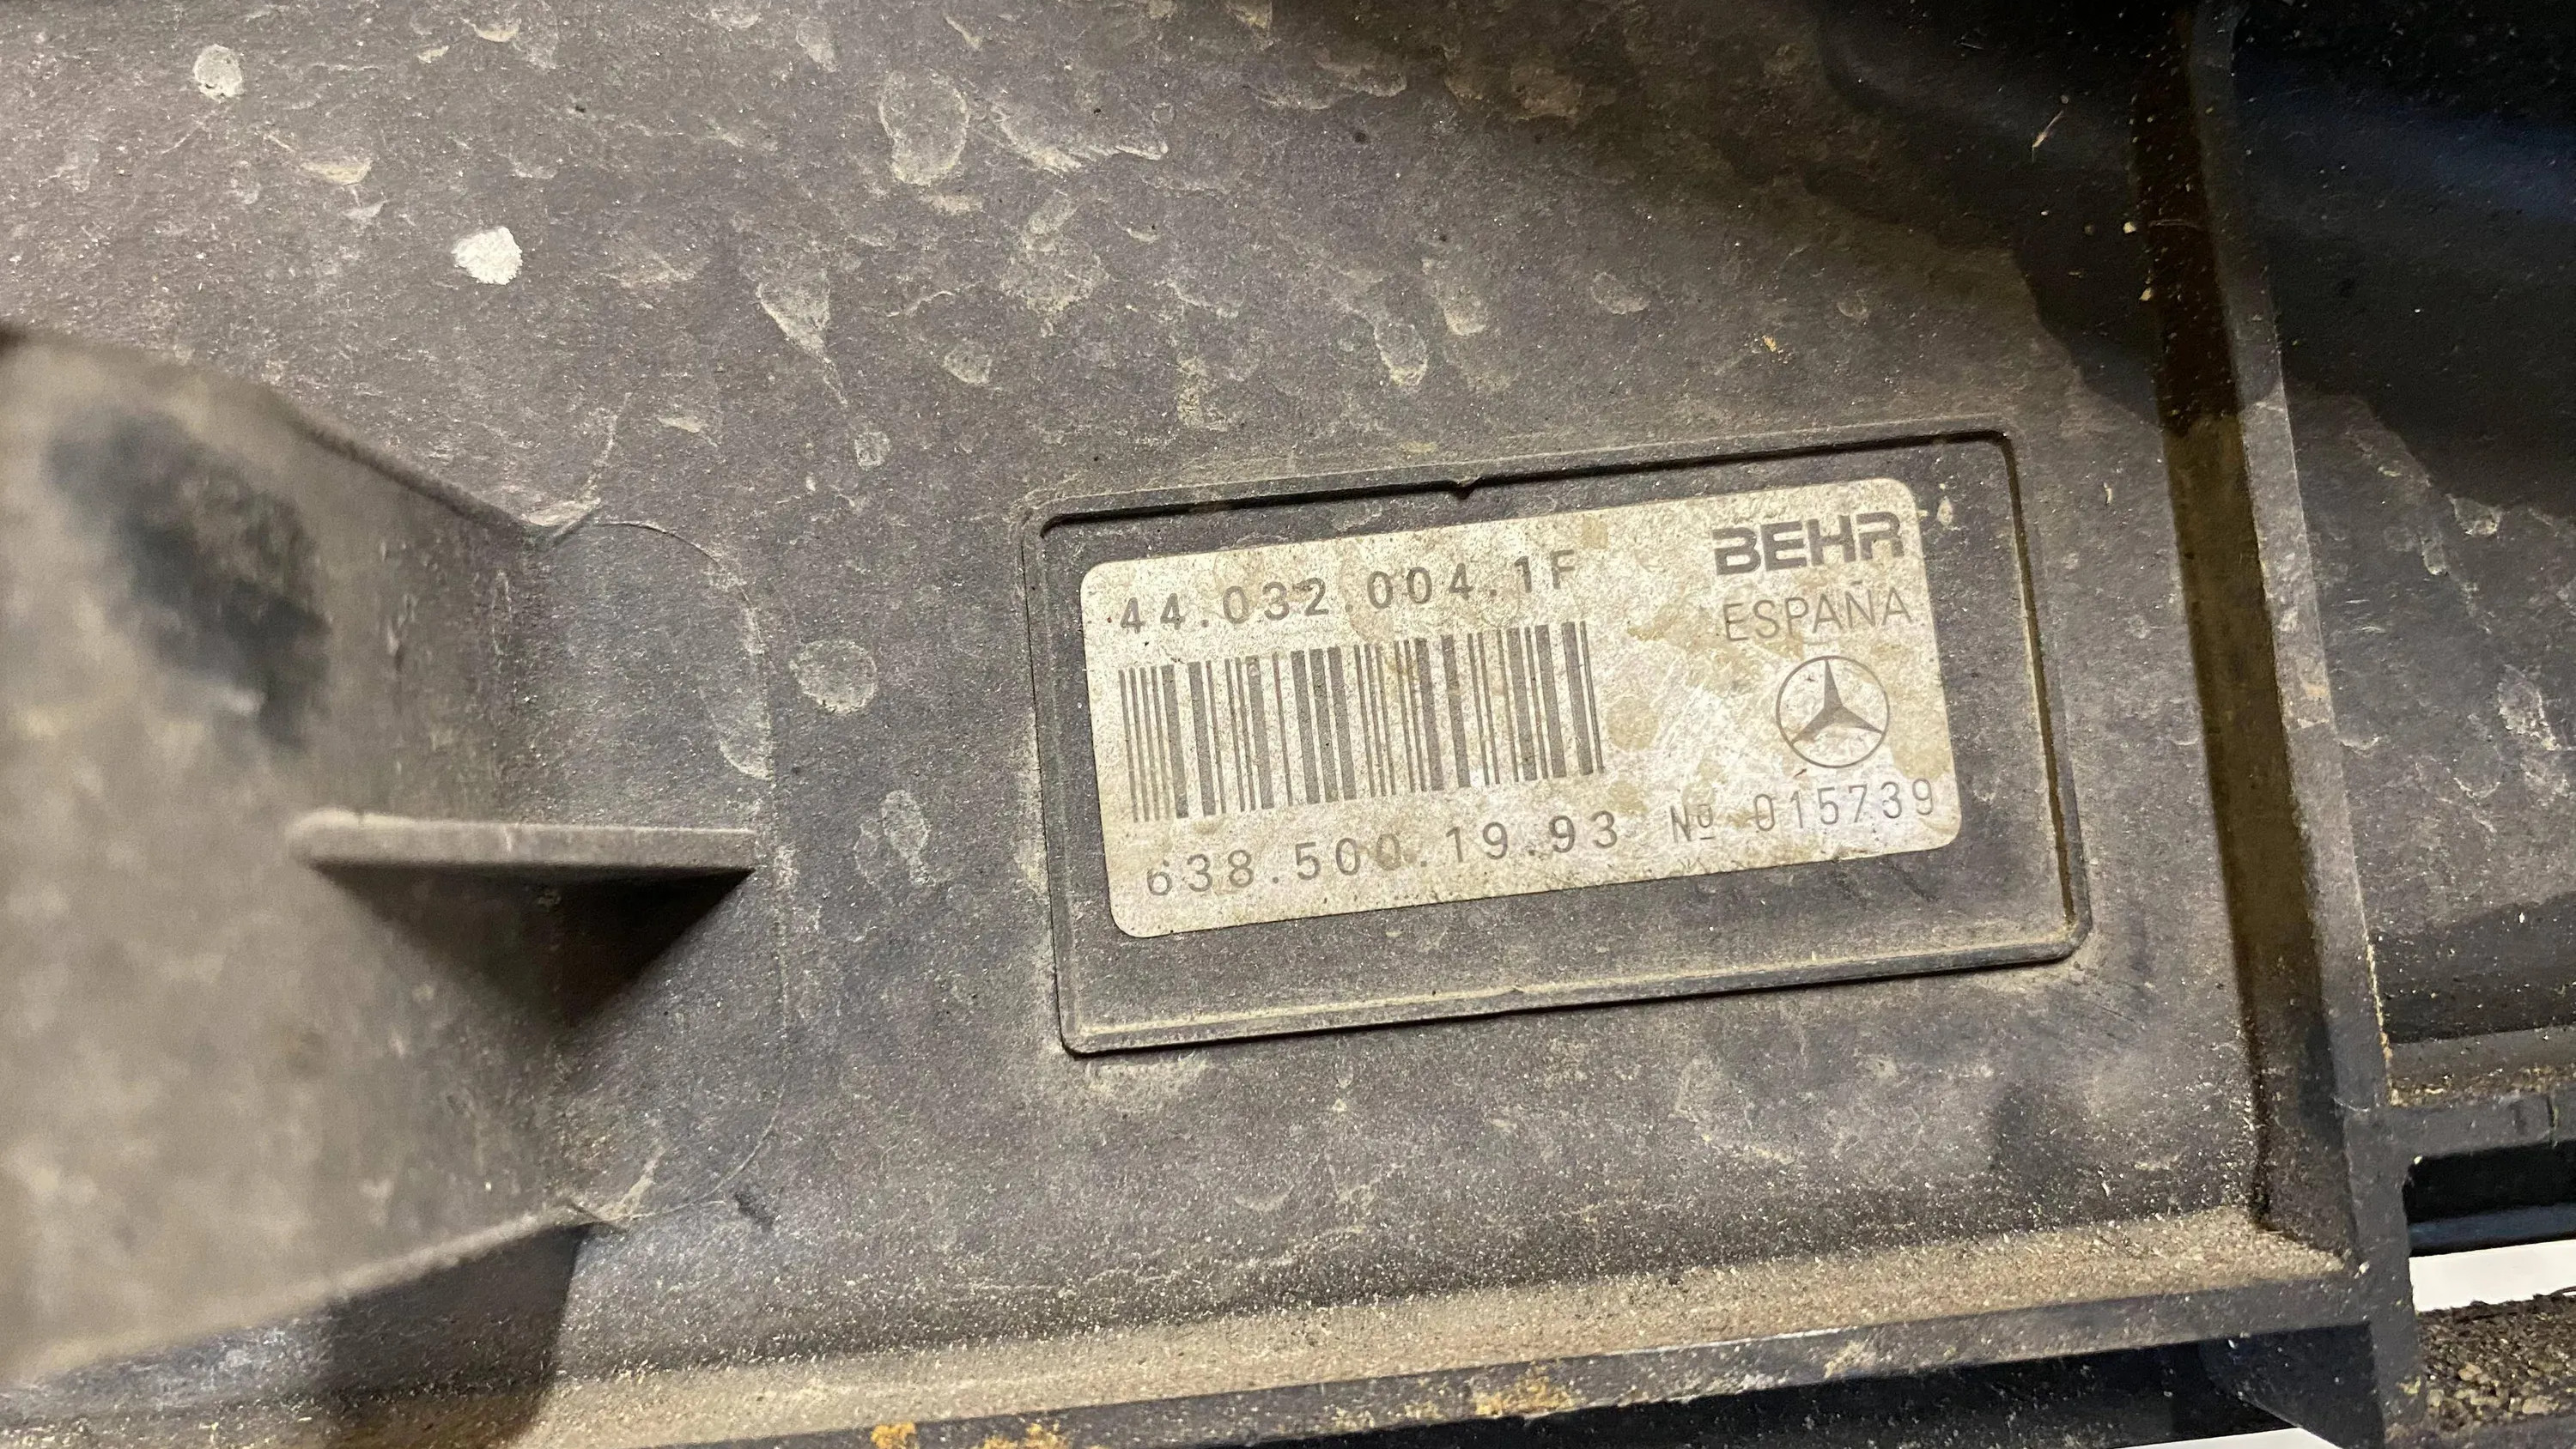 44.032.004.1F
BEHR
ESPAÑA
638.500.19.93
Nº 015739